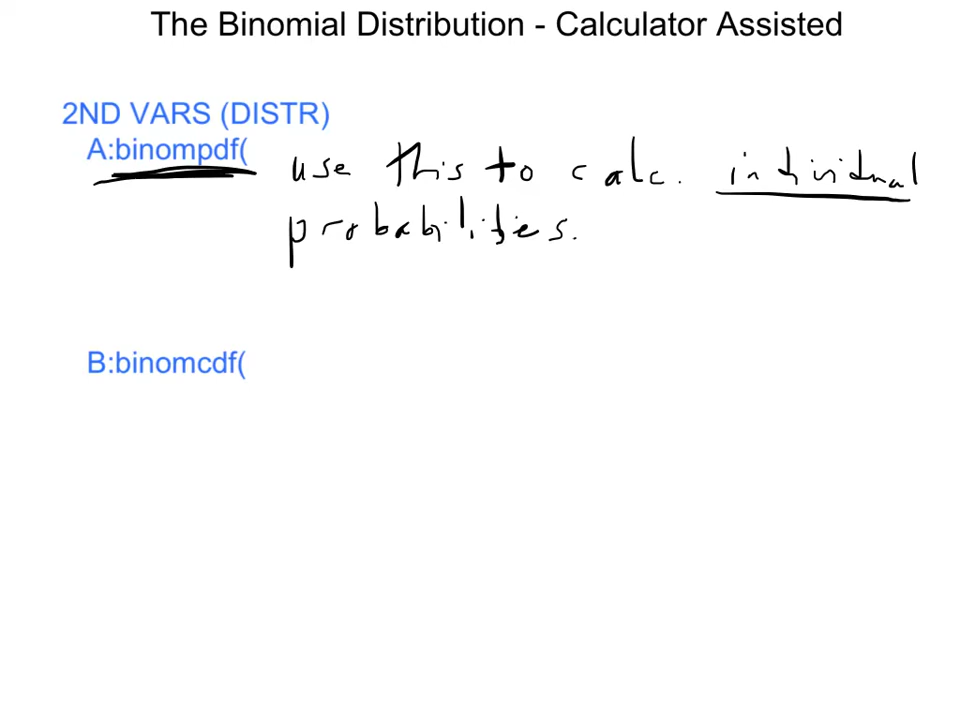 The Binomial Distribution - Calculator Assisted
2ND VARS (DISTR)
A:binompdf( use this to calc. individual
probabilities.
B:binomcdf(